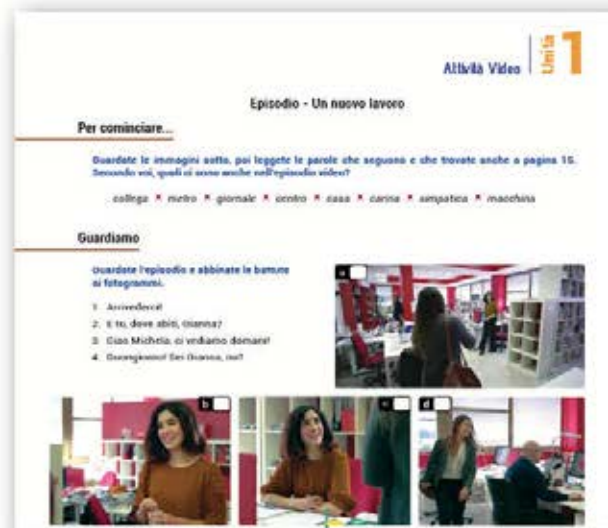 Attività Video
Unità 1
Episodio - Un nuovo lavoro
Per cominciare...
Guardate le immagini sotto, poi leggete le parole che seguono e che trovate anche a pagina 15.
Secondo voi, quali ci sono anche nell'episodio video?
collega * metro * giornale * centro * casa * carina * simpatica * macchina
Guardiamo
Guardate l'episodio e abbinate le battute
ai fotogrammi.
1. Arrivederci!
2. E tu, dove abiti, Gianna?
3. Ciao Michela, ci vediamo domani!
4. Buongiorno! Sei Gianna, no?
a
b
c
d